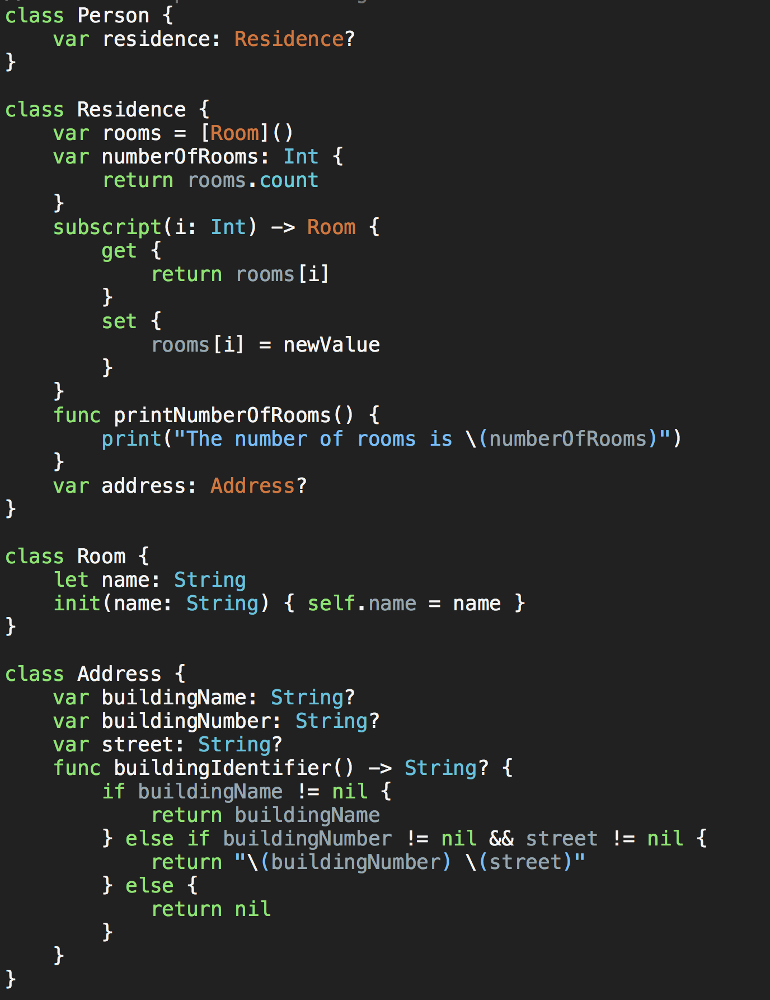 class Person {
    var residence: Residence?
}

class Residence {
    var rooms = [Room]()
    var numberOfRooms: Int {
        return rooms.count
    }
    subscript(i: Int) -> Room {
        get {
            return rooms[i]
        }
        set {
            rooms[i] = newValue
        }
    }
    func printNumberOfRooms() {
        print("The number of rooms is \(numberOfRooms)")
    }
    var address: Address?
}

class Room {
    let name: String
    init(name: String) { self.name = name }
}

class Address {
    var buildingName: String?
    var buildingNumber: String?
    var street: String?
    func buildingIdentifier() -> String? {
        if buildingName != nil {
            return buildingName
        } else if buildingNumber != nil && street != nil {
            return "\(buildingNumber) \(street)"
        } else {
            return nil
        }
    }
}